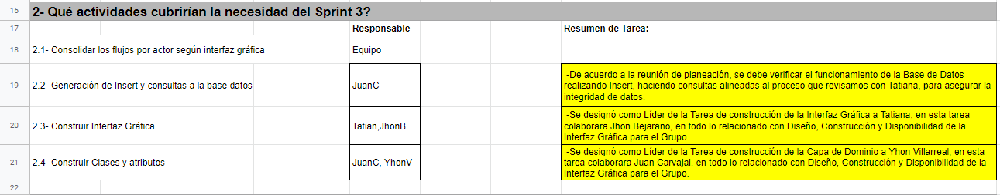 16 2- Qué actividades cubrirían la necesidad del Sprint 3?
17 Responsable Resumen de Tarea:
18 2.1- Consolidar los flujos por actor según interfaz gráfica Equipo
19 2.2- Generación de Insert y consultas a la base datos JuanC
-De acuerdo a la reunión de planeación, se debe verificar el funcionamiento de la Base de Datos
realizando Insert, haciendo consultas alineadas al proceso que revisamos con Tatiana, para asegurar la
integridad de datos.
20 2.3- Construir Interfaz Gráfica Tatian,JhonB
-Se designó como Líder de la Tarea de construcción de la Interfaz Gráfica a Tatiana, en esta tarea
colaborara Jhon Bejarano, en todo lo relacionado con Diseño, Construcción y Disponibilidad de la
Interfaz Gráfica para el Grupo.
21 2.4- Construir Clases y atributos JuanC, YhonV
-Se designó como Líder de la Tarea de construcción de la Capa de Dominio a Yhon Villarreal, en esta
tarea colaborara Juan Carvajal, en todo lo relacionado con Diseño, Construcción y Disponibilidad de la
Interfaz Gráfica para el Grupo.
22